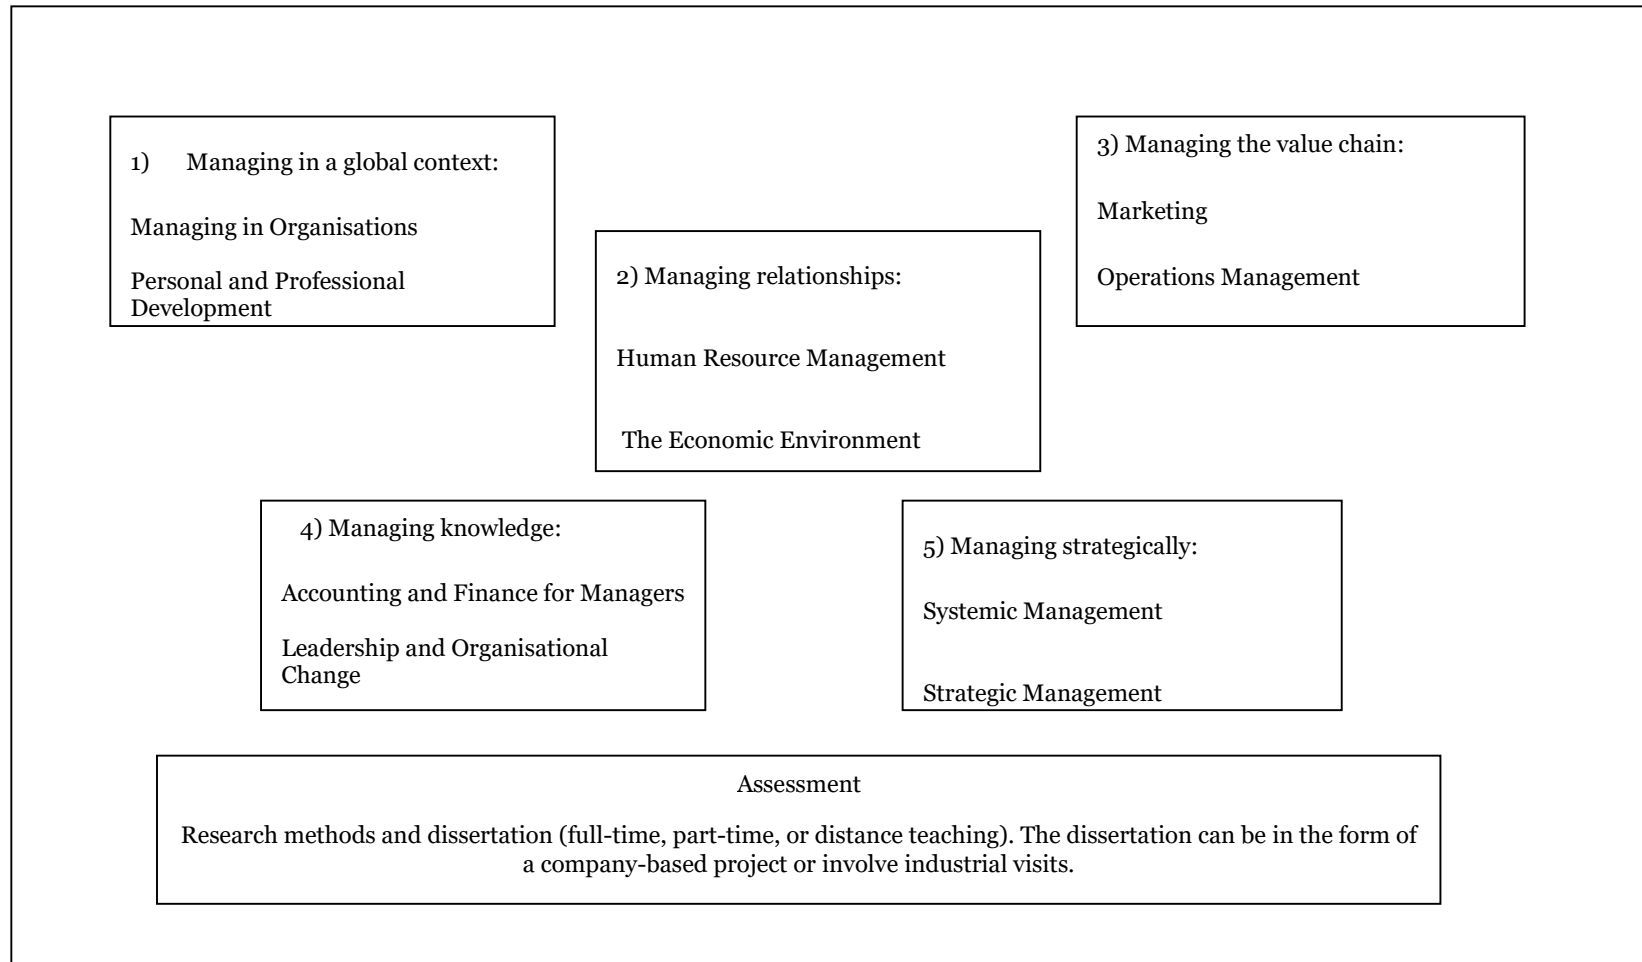 1) Managing in a global context:
Managing in Organisations
Personal and Professional
Development
2) Managing relationships:
Human Resource Management
The Economic Environment
3) Managing the value chain:
Marketing
Operations Management
4) Managing knowledge:
Accounting and Finance for Managers
Leadership and Organisational
Change
5) Managing strategically:
Systemic Management
Strategic Management
Assessment
Research methods and dissertation (full-time, part-time, or distance teaching). The dissertation can be in the form of
a company-based project or involve industrial visits.